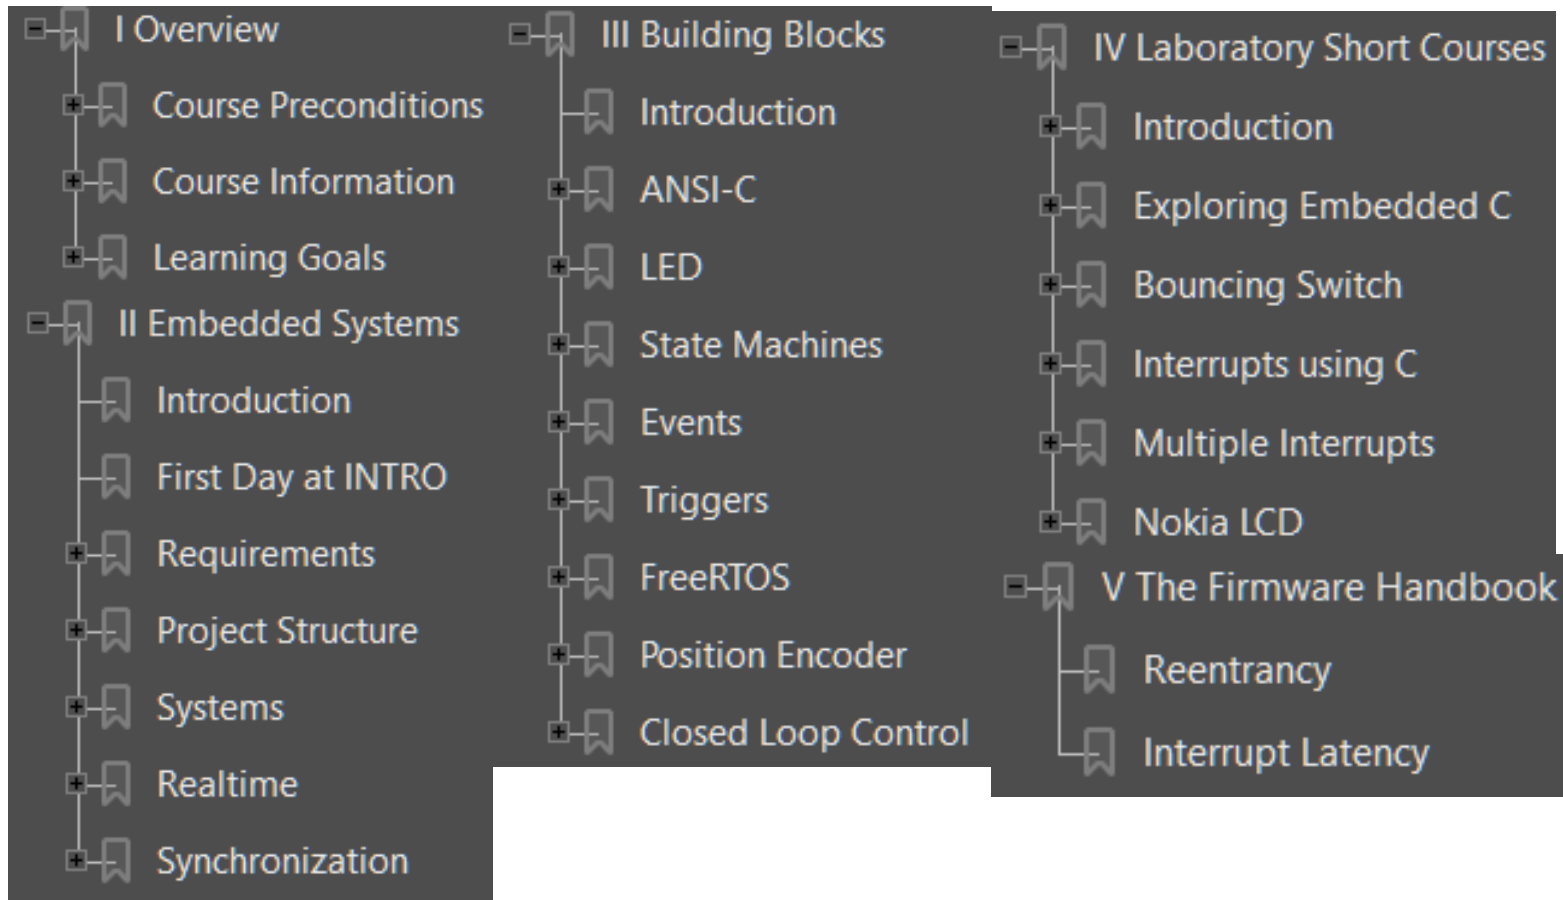 I Overview
Course Preconditions
Course Information
Learning Goals
II Embedded Systems
Introduction
First Day at INTRO
Requirements
Project Structure
Systems
Realtime
Synchronization
III Building Blocks
Introduction
ANSI-C
LED
State Machines
Events
Triggers
FreeRTOS
Position Encoder
Closed Loop Control
IV Laboratory Short Courses
Introduction
Exploring Embedded C
Bouncing Switch
Interrupts using C
Multiple Interrupts
Nokia LCD
V The Firmware Handbook
Reentrancy
Interrupt Latency